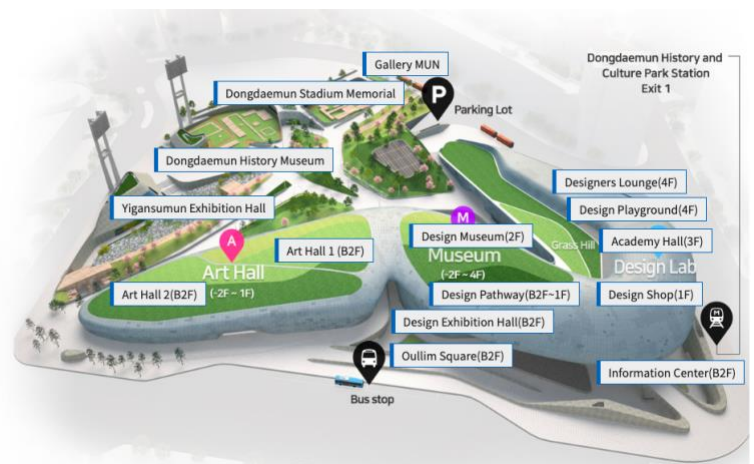 Gallery MUN
Dongdaemun History and
Culture Park Station
Exit 1
Dongdaemun Stadium Memorial
P
Parking Lot
Dongdaemun History Museum
Designers Lounge(4F)
Yigansumun Exhibition Hall
Design Playground(4F)
M
A
Design Museum(2F)
Grass Hill
Academy Hall(3F)
Art Hall 1 (B2F)
Museum
Design Lab
Art Hall
(-2F ~ 4F)
Art Hall 2(B2F)
(-2F ~ 1F)
Design Pathway(B2F~1F)
Design Shop(1F)
Design Exhibition Hall(B2F)
M
Oullim Square(B2F)
Information Center(B2F)
Bus stop